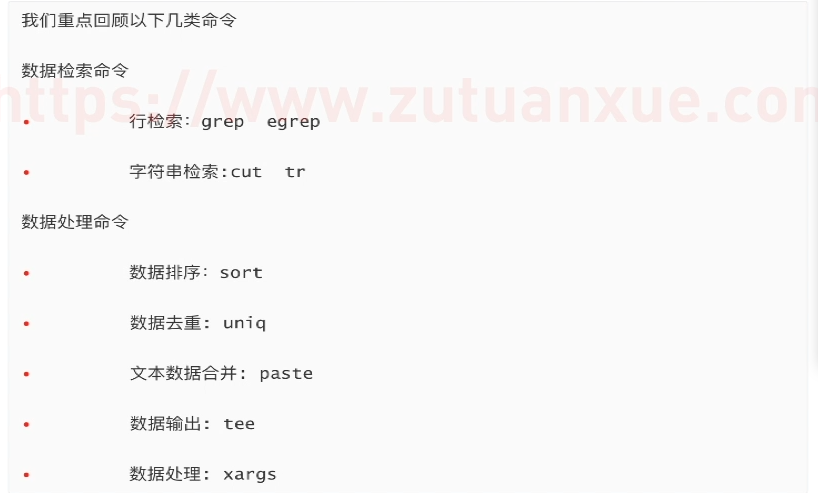 我们重点回顾以下几类命令
数据检索命令
https://www.zutuanxue.com
• 行检索：grep  egrep
• 字符串检索:cut  tr
数据处理命令
• 数据排序：sort
• 数据去重: uniq
• 文本数据合并: paste
• 数据输出: tee
• 数据处理: xargs